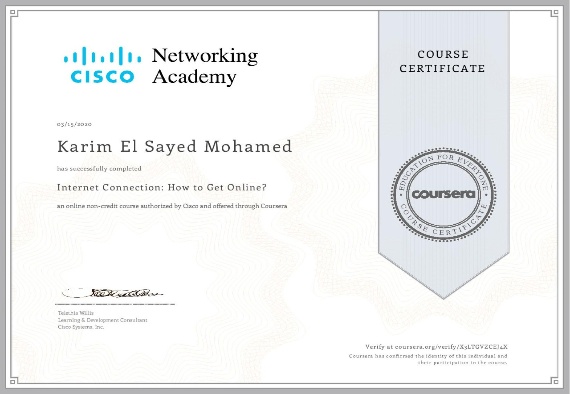 CISCO
Networking
Academy
COURSE
CERTIFICATE
03/15/2020
Karim El Sayed Mohamed
has successfully completed
Internet Connection: How to Get Online?
an online non-credit course authorized by Cisco and offered through Coursera
EDUCATION FOR EVERYONE
coursera
COURSE CERTIFICATE
Willis
Learning & Development Consultant
Cisco Systems, Inc.
Verify at coursera.org/verify/
Coursera has confirmed the identity of this individual and
their participation in the course.